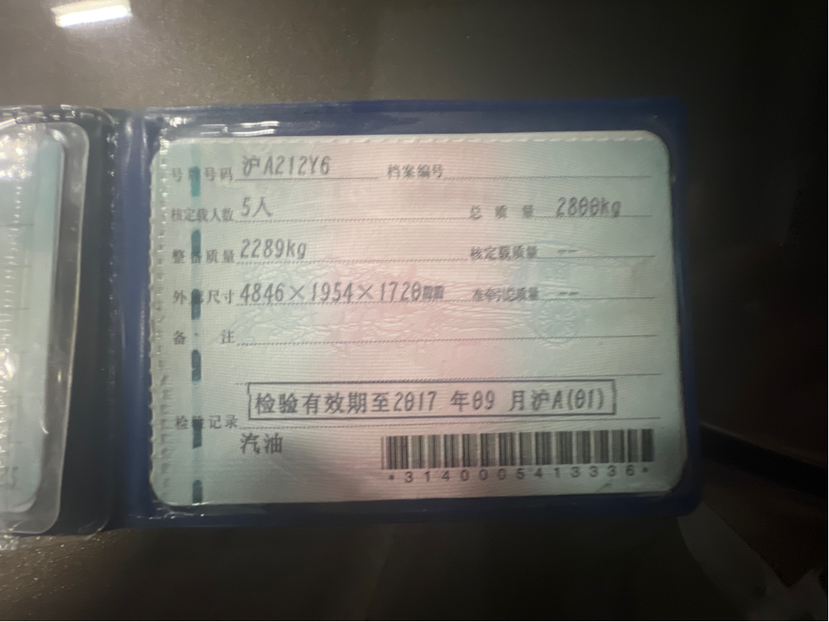 号牌号码 沪A212Y6 档案编号
核定载人数 5人 总质量 2800kg
整备质量 2289kg 核定载质量 --
外廓尺寸 4846×1954×1720mm 准牵引总质量 --
备注
检验记录 检验有效期至2017 年09 月沪A(01)
汽油
*3140005413336*